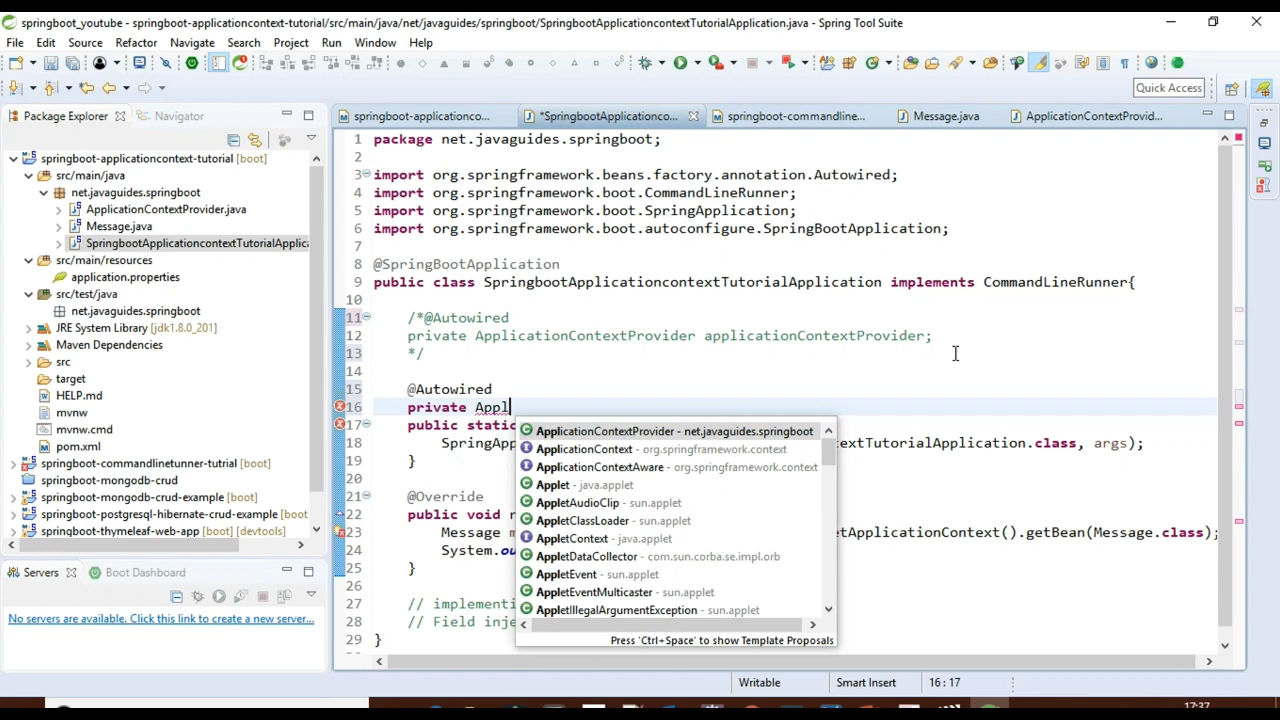 springboot_youtube - springboot-applicationcontext-tutorial/src/main/java/net/javaguides/springboot/SpringbootApplicationcontextTutorialApplication.java - Spring Tool Suite
File Edit Source Refactor Navigate Search Project Run Window Help
Quick Access
Package Explorer Navigator
springboot-applicationco... *SpringbootApplicationco... springboot-commandline... Message.java ApplicationContextProvid...
springboot-applicationcontext-tutorial [boot]
src/main/java
net.javaguides.springboot
ApplicationContextProvider.java
Message.java
SpringbootApplicationcontextTutorialApplica
src/main/resources
application.properties
src/test/java
net.javaguides.springboot
JRE System Library [jdk1.8.0_201]
Maven Dependencies
src
target
HELP.md
mvnw
mvnw.cmd
pom.xml
springboot-commandlinetunner-tutrial [boot]
springboot-mongodb-crud
springboot-mongodb-crud-example [boot]
springboot-postgresql-hibernate-crud-example [boot
springboot-thymeleaf-web-app [boot] [devtools]
Servers Boot Dashboard
No servers are available. Click this link to create a new server...
1 package net.javaguides.springboot;
2
3 import org.springframework.beans.factory.annotation.Autowired;
4 import org.springframework.boot.CommandLineRunner;
5 import org.springframework.boot.SpringApplication;
6 import org.springframework.boot.autoconfigure.SpringBootApplication;
7
8 @SpringBootApplication
9 public class SpringbootApplicationcontextTutorialApplication implements CommandLineRunner{
10
11 /*@Autowired
12 private ApplicationContextProvider applicationContextProvider;
13 */
14
15 @Autowired
16 private Appl
17 public static
18 SpringAp contextTutorialApplication.class, args);
19 }
20
21 @Override
22 public void r
23 Message m etApplicationContext().getBean(Message.class);
24 System.ou
25 }
26
27 // implementi
28 // Field inje
29 }
ApplicationContextProvider - net.javaguides.springboot
ApplicationContext - org.springframework.context
ApplicationContextAware - org.springframework.context
Applet - java.applet
AppletAudioClip - sun.applet
AppletClassLoader - sun.applet
AppletContext - java.applet
AppletDataCollector - com.sun.corba.se.impl.orb
AppletEvent - sun.applet
AppletEventMulticaster - sun.applet
AppletIllegalArgumentException - sun.applet
Press 'Ctrl+Space' to show Template Proposals
Writable Smart Insert 16 : 17
17:37